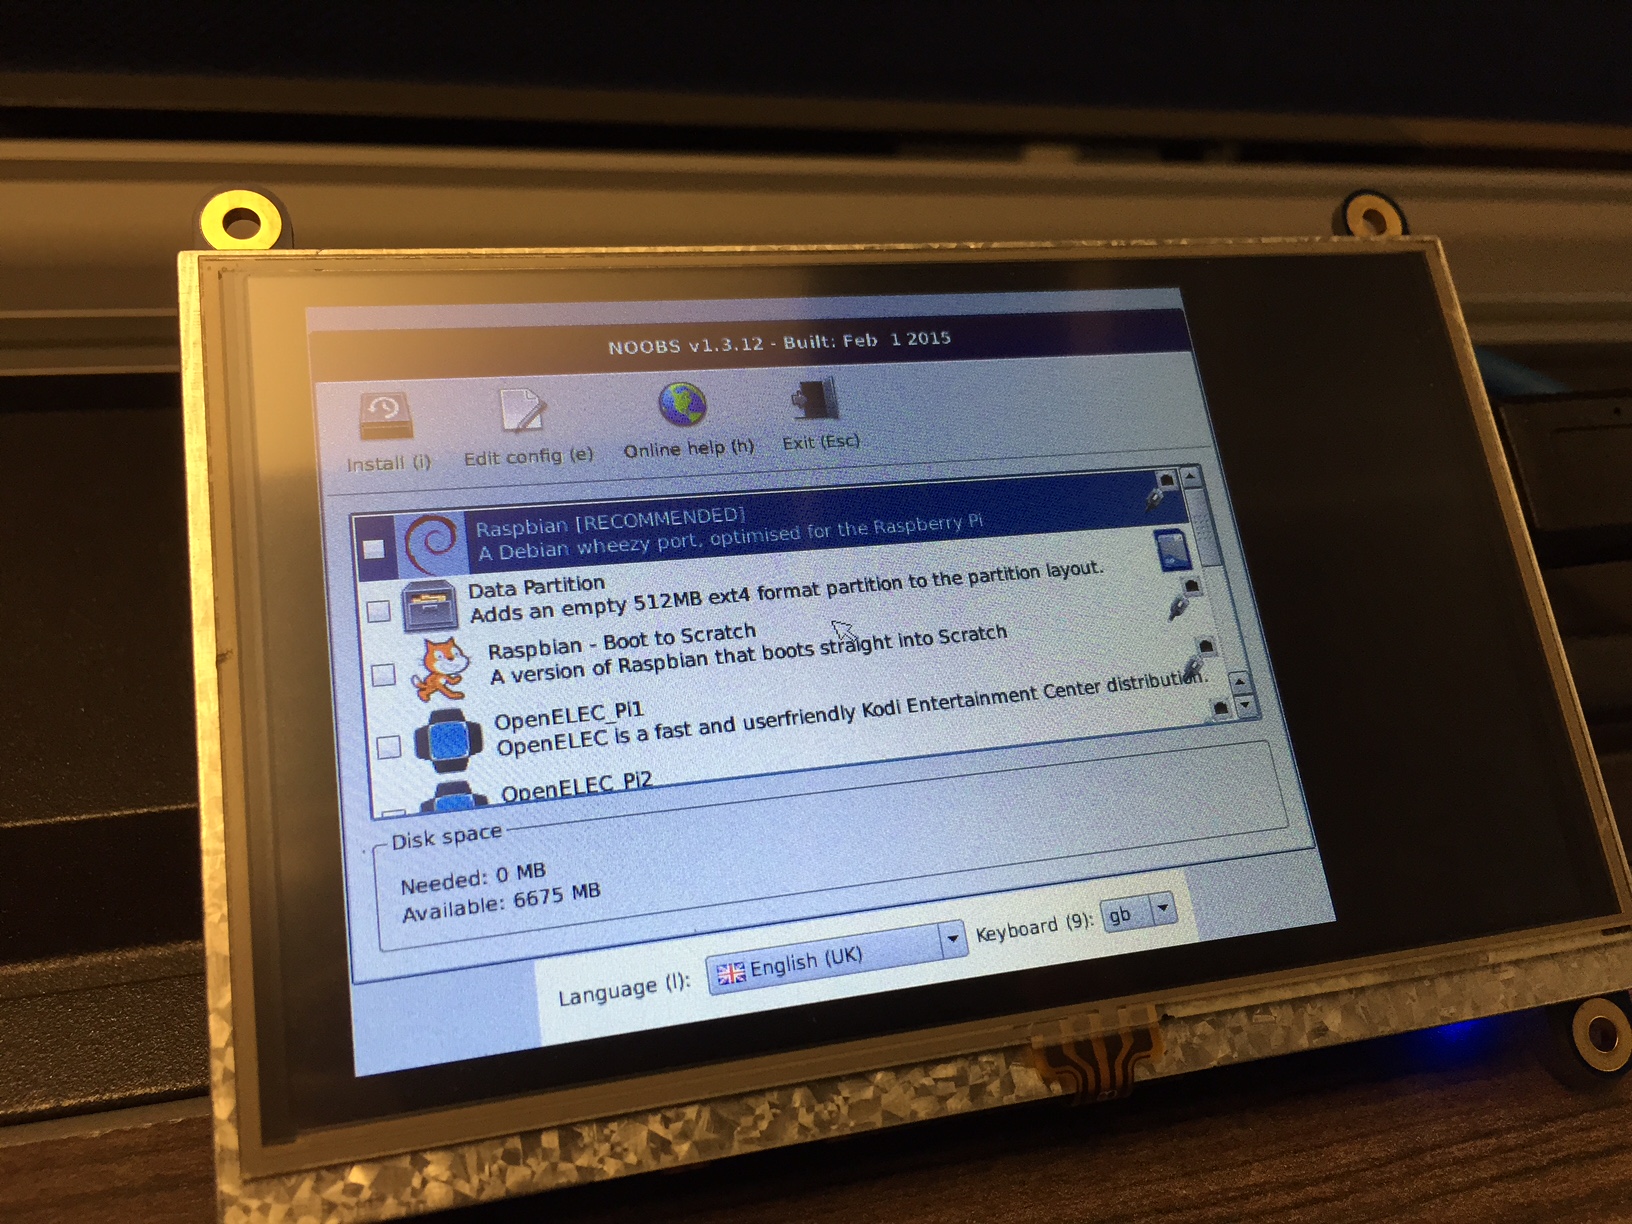 NOOBS v1.3.12 - Built: Feb 1 2015
Install (i) Edit config (e) Online help (h) Exit (Esc)
Raspbian [RECOMMENDED]
A Debian wheezy port, optimised for the Raspberry Pi
Data Partition
Adds an empty 512MB ext4 format partition to the partition layout.
Raspbian - Boot to Scratch
A version of Raspbian that boots straight into Scratch
OpenELEC_Pi1
OpenELEC is a fast and userfriendly Kodi Entertainment Center distribution.
OpenELEC_Pi2
Disk space
Needed: 0 MB
Available: 6675 MB
Language (l): English (UK) Keyboard (9): gb